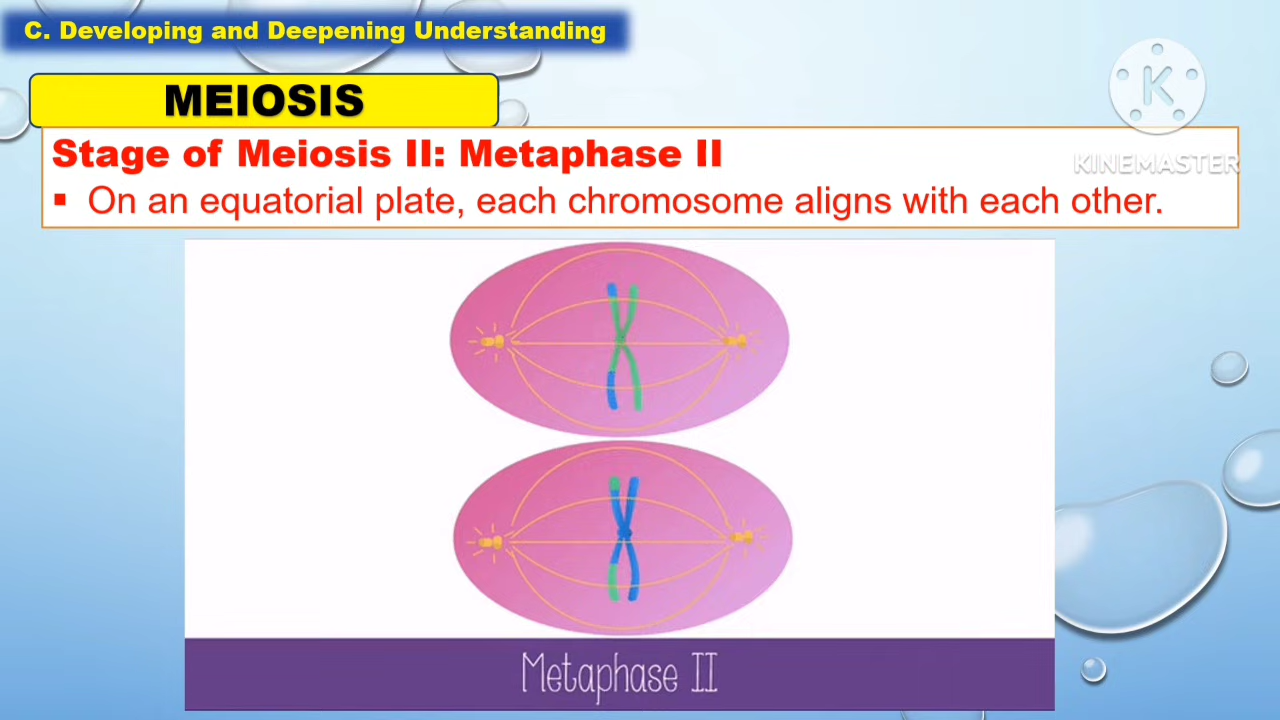 C. Developing and Deepening Understanding
MEIOSIS
K
KINEMASTER
Stage of Meiosis II: Metaphase II
▪ On an equatorial plate, each chromosome aligns with each other.
Metaphase II